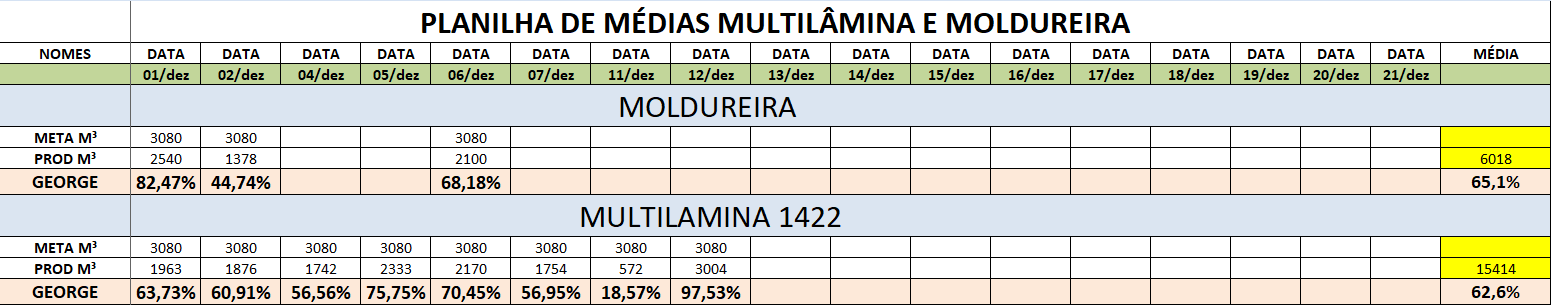 PLANILHA DE MÉDIAS MULTILÂMINA E MOLDUREIRA
NOMES DATA DATA DATA DATA DATA DATA DATA DATA DATA DATA DATA DATA DATA DATA DATA DATA DATA MÉDIA
01/dez 02/dez 04/dez 05/dez 06/dez 07/dez 11/dez 12/dez 13/dez 14/dez 15/dez 16/dez 17/dez 18/dez 19/dez 20/dez 21/dez
MOLDUREIRA
META M³ 3080 3080 3080
PROD M³ 2540 1378 2100 6018
GEORGE 82,47% 44,74% 68,18% 65,1%
MULTILAMINA 1422
META M³ 3080 3080 3080 3080 3080 3080 3080 3080
PROD M³ 1963 1876 1742 2333 2170 1754 572 3004 15414
GEORGE 63,73% 60,91% 56,56% 75,75% 70,45% 56,95% 18,57% 97,53% 62,6%